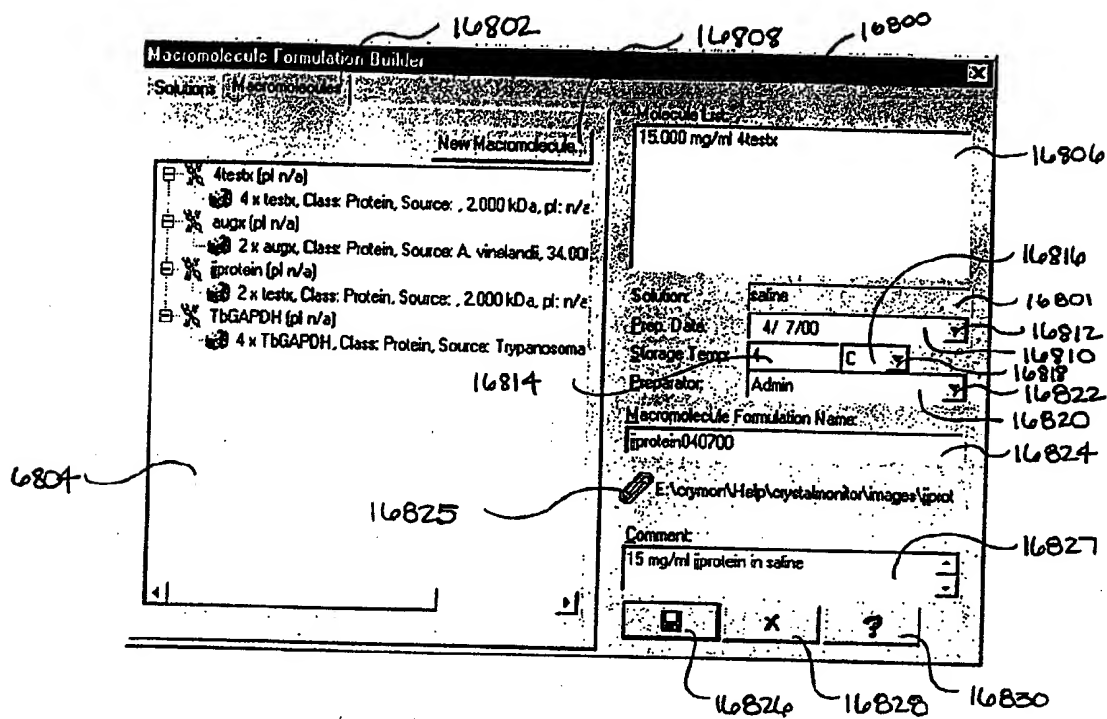 16802
16808
16800
Macromolecule Formulation Builder
Solutions
Macromolecules
New Macromolecule...
4testx (pI n/a)
4 x testx, Class: Protein, Source: , 2.000 kDa, pI: n/a
augx (pI n/a)
2 x augx, Class: Protein, Source: A. vinelandii, 34.00
jjprotein (pI n/a)
2 x testx, Class: Protein, Source: , 2.000 kDa, pI: n/a
TbGAPDH (pI n/a)
4 x TbGAPDH, Class: Protein, Source: Trypanosoma
6804
Molecule List:
15.000 mg/ml 4testx
16806
16816
Solution: saline
16801
Prep. Date: 4/ 7/00
16812
16810
Storage Temp: 4 C
16818
16814
Preparator: Admin
16822
16820
Macromolecule Formulation Name:
jjprotein040700
16824
16825
E:\crymon\Help\crystalmonitor\images\jjprot
Comment:
15 mg/ml jjprotein in saline
16827
X
?
16826
16828
16830